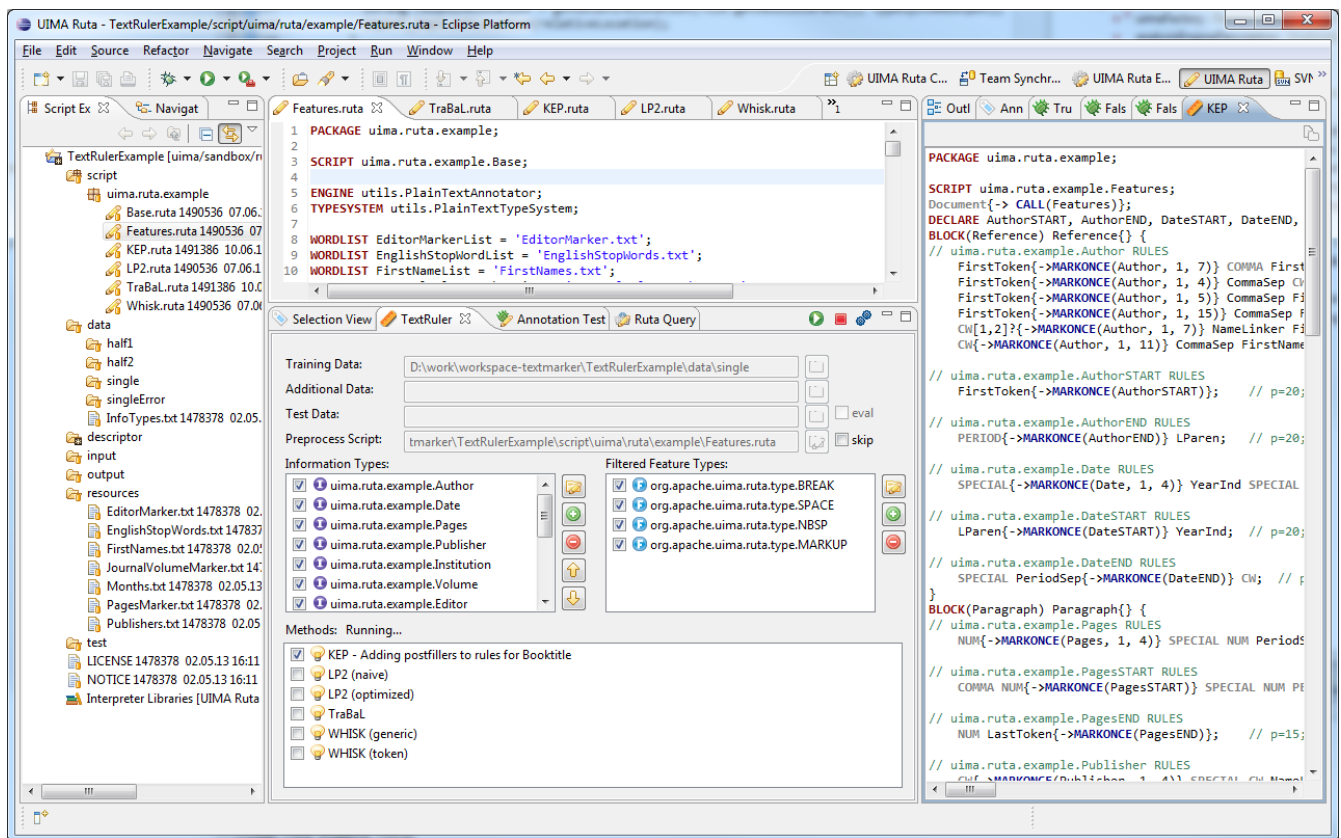 UIMA Ruta - TextRulerExample/script/uima/ruta/example/Features.ruta - Eclipse Platform
File Edit Source Refactor Navigate Search Project Run Window Help
UIMA Ruta C... Team Synchr... UIMA Ruta E... UIMA Ruta SVN
Script Ex Navigat
TextRulerExample [uima/sandbox/ru
script
uima.ruta.example
Base.ruta 1490536 07.06.
Features.ruta 1490536 07
KEP.ruta 1491386 10.06.1
LP2.ruta 1490536 07.06.1
TraBaL.ruta 1491386 10.0
Whisk.ruta 1490536 07.06
data
half1
half2
single
singleError
InfoTypes.txt 1478378 02.05.
descriptor
input
output
resources
EditorMarker.txt 1478378 02.
EnglishStopWords.txt 147837
FirstNames.txt 1478378 02.05
JournalVolumeMarker.txt 147
Months.txt 1478378 02.05.13
PagesMarker.txt 1478378 02.
Publishers.txt 1478378 02.05
test
LICENSE 1478378 02.05.13 16:11
NOTICE 1478378 02.05.13 16:11
Interpreter Libraries [UIMA Ruta
Features.ruta TraBaL.ruta KEP.ruta LP2.ruta Whisk.ruta »1
1 PACKAGE uima.ruta.example;
2
3 SCRIPT uima.ruta.example.Base;
4
5 ENGINE utils.PlainTextAnnotator;
6 TYPESYSTEM utils.PlainTextTypeSystem;
7
8 WORDLIST EditorMarkerList = 'EditorMarker.txt';
9 WORDLIST EnglishStopWordList = 'EnglishStopWords.txt';
10 WORDLIST FirstNameList = 'FirstNames.txt';
Selection View TextRuler Annotation Test Ruta Query
Training Data: D:\work\workspace-textmarker\TextRulerExample\data\single
Additional Data:
Test Data: eval
Preprocess Script: tmarker\TextRulerExample\script\uima\ruta\example\Features.ruta skip
Information Types:
uima.ruta.example.Author
uima.ruta.example.Date
uima.ruta.example.Pages
uima.ruta.example.Publisher
uima.ruta.example.Institution
uima.ruta.example.Volume
uima.ruta.example.Editor
Filtered Feature Types:
org.apache.uima.ruta.type.BREAK
org.apache.uima.ruta.type.SPACE
org.apache.uima.ruta.type.NBSP
org.apache.uima.ruta.type.MARKUP
Methods: Running...
KEP - Adding postfillers to rules for Booktitle
LP2 (naive)
LP2 (optimized)
TraBaL
WHISK (generic)
WHISK (token)
Outl Ann Tru Fals Fals KEP
PACKAGE uima.ruta.example;
SCRIPT uima.ruta.example.Features;
Document{-> CALL(Features)};
DECLARE AuthorSTART, AuthorEND, DateSTART, DateEND,
BLOCK(Reference) Reference{} {
// uima.ruta.example.Author RULES
FirstToken{->MARKONCE(Author, 1, 7)} COMMA First
FirstToken{->MARKONCE(Author, 1, 4)} CommaSep CW
FirstToken{->MARKONCE(Author, 1, 5)} CommaSep Fi
FirstToken{->MARKONCE(Author, 1, 15)} CommaSep F
CW[1,2]?{->MARKONCE(Author, 1, 7)} NameLinker Fi
CW{->MARKONCE(Author, 1, 11)} CommaSep FirstName
// uima.ruta.example.AuthorSTART RULES
FirstToken{->MARKONCE(AuthorSTART)}; // p=20;
// uima.ruta.example.AuthorEND RULES
PERIOD{->MARKONCE(AuthorEND)} LParen; // p=20;
// uima.ruta.example.Date RULES
SPECIAL{->MARKONCE(Date, 1, 4)} YearInd SPECIAL
// uima.ruta.example.DateSTART RULES
LParen{->MARKONCE(DateSTART)} YearInd; // p=20;
// uima.ruta.example.DateEND RULES
SPECIAL PeriodSep{->MARKONCE(DateEND)} CW; // p
}
BLOCK(Paragraph) Paragraph{} {
// uima.ruta.example.Pages RULES
NUM{->MARKONCE(Pages, 1, 4)} SPECIAL NUM PeriodS
// uima.ruta.example.PagesSTART RULES
COMMA NUM{->MARKONCE(PagesSTART)} SPECIAL NUM PE
// uima.ruta.example.PagesEND RULES
NUM LastToken{->MARKONCE(PagesEND)}; // p=15;
// uima.ruta.example.Publisher RULES